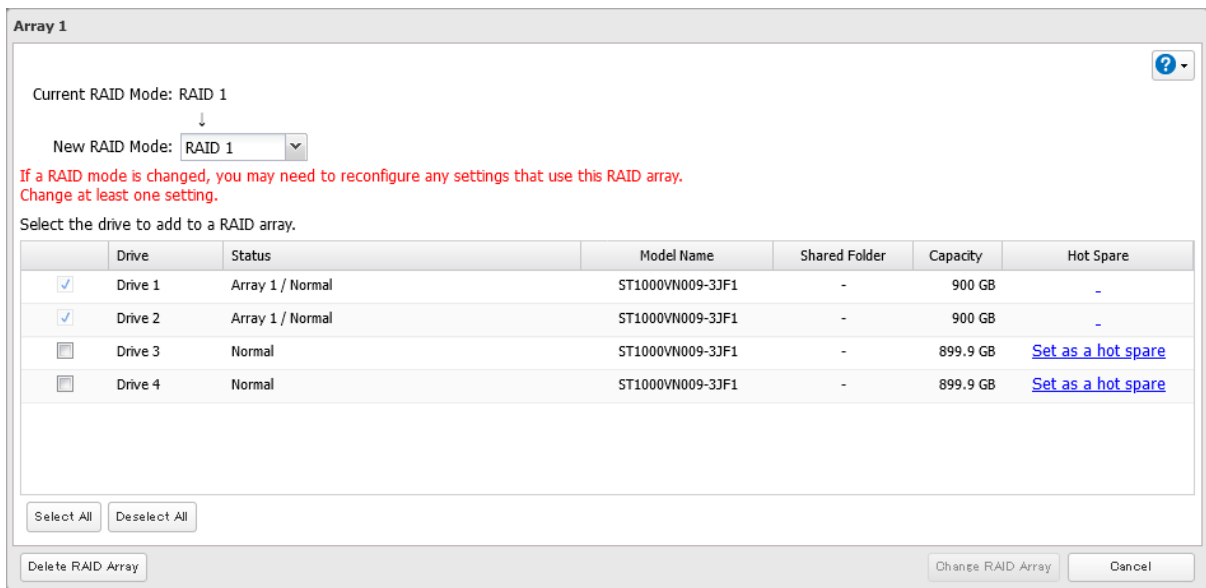 Array 1
?
Current RAID Mode: RAID 1
↓
New RAID Mode: RAID 1
If a RAID mode is changed, you may need to reconfigure any settings that use this RAID array.
Change at least one setting.
Select the drive to add to a RAID array.
Drive Status Model Name Shared Folder Capacity Hot Spare
Drive 1 Array 1 / Normal ST1000VN009-3JF1 - 900 GB -
Drive 2 Array 1 / Normal ST1000VN009-3JF1 - 900 GB -
Drive 3 Normal ST1000VN009-3JF1 - 899.9 GB Set as a hot spare
Drive 4 Normal ST1000VN009-3JF1 - 899.9 GB Set as a hot spare
Select All Deselect All
Delete RAID Array Change RAID Array Cancel